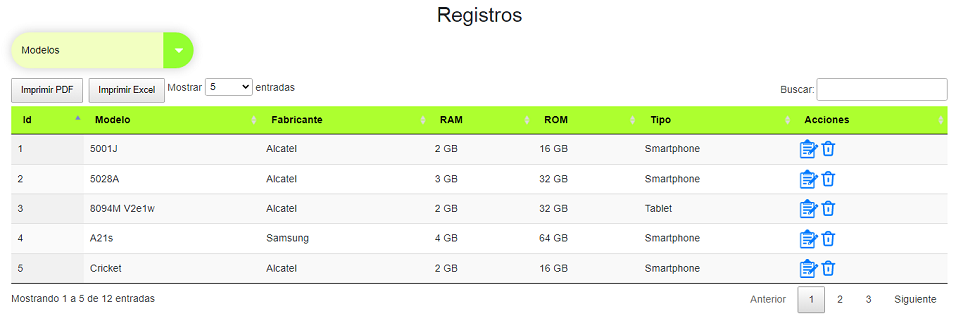 Registros
Modelos
Imprimir PDF Imprimir Excel Mostrar 5 entradas Buscar:
Id Modelo Fabricante RAM ROM Tipo Acciones
1 5001J Alcatel 2 GB 16 GB Smartphone
2 5028A Alcatel 3 GB 32 GB Smartphone
3 8094M V2e1w Alcatel 2 GB 32 GB Tablet
4 A21s Samsung 4 GB 64 GB Smartphone
5 Cricket Alcatel 2 GB 16 GB Smartphone
Mostrando 1 a 5 de 12 entradas Anterior 1 2 3 Siguiente